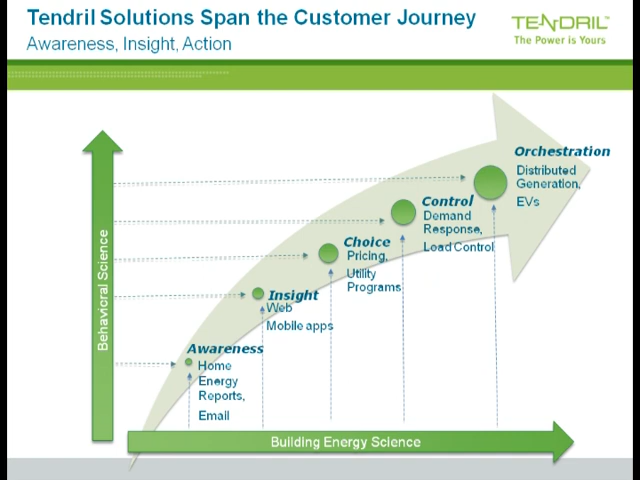 Tendril Solutions Span the Customer Journey
Awareness, Insight, Action
TENDRIL™
The Power is Yours
Orchestration
Distributed
Generation,
EVs
Control
Demand
Response,
Load Control
Choice
Pricing,
Utility
Programs
Insight
Web
Mobile apps
Awareness
Home
Energy
Reports,
Email
Behavioral Science
Building Energy Science